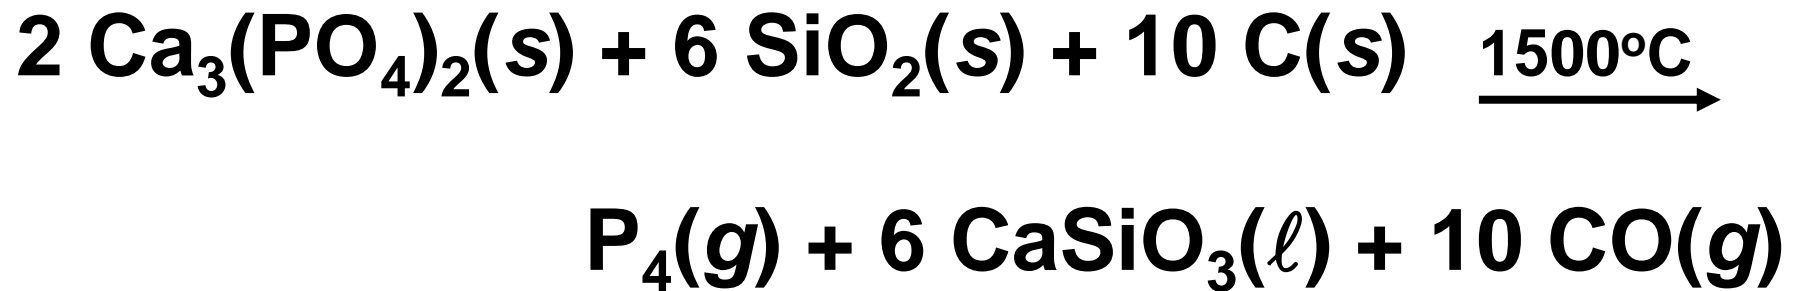 2 Ca₃(PO₄)₂(s) + 6 SiO₂(s) + 10 C(s) 1500ºC
P₄(g) + 6 CaSiO₃(ℓ) + 10 CO(g)